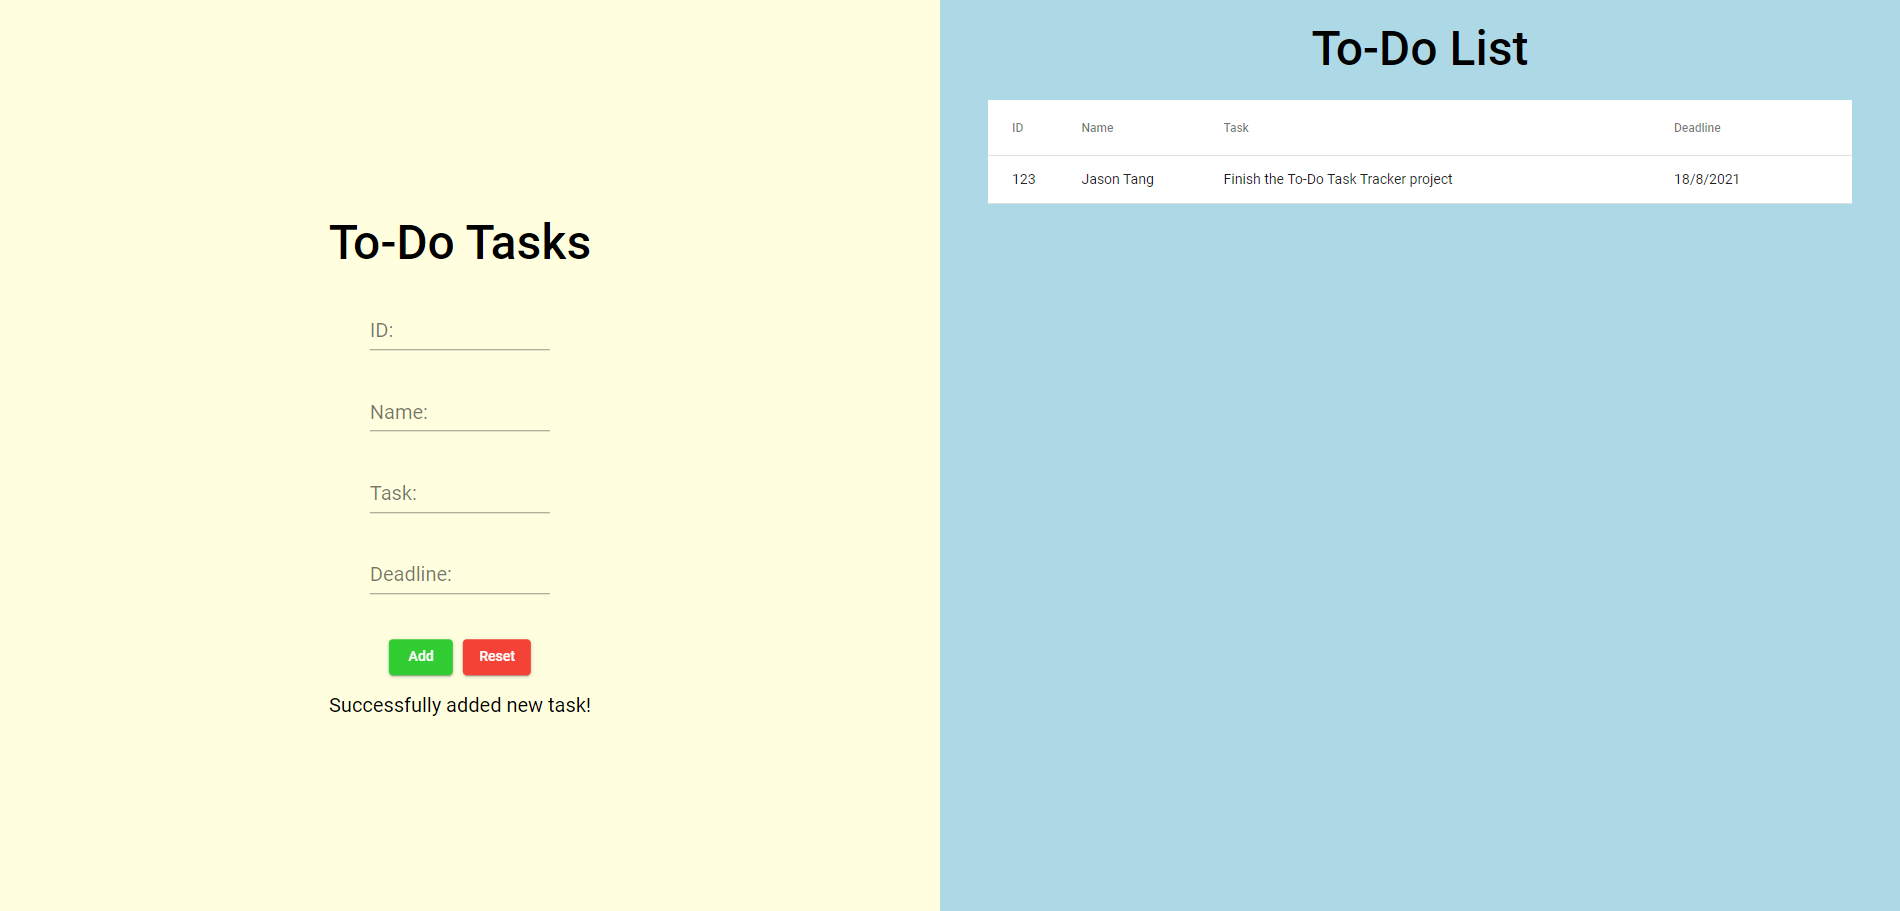 To-Do Tasks
ID:
Name:
Task:
Deadline:
Add Reset
Successfully added new task!
To-Do List
ID Name Task Deadline
123 Jason Tang Finish the To-Do Task Tracker project 18/8/2021